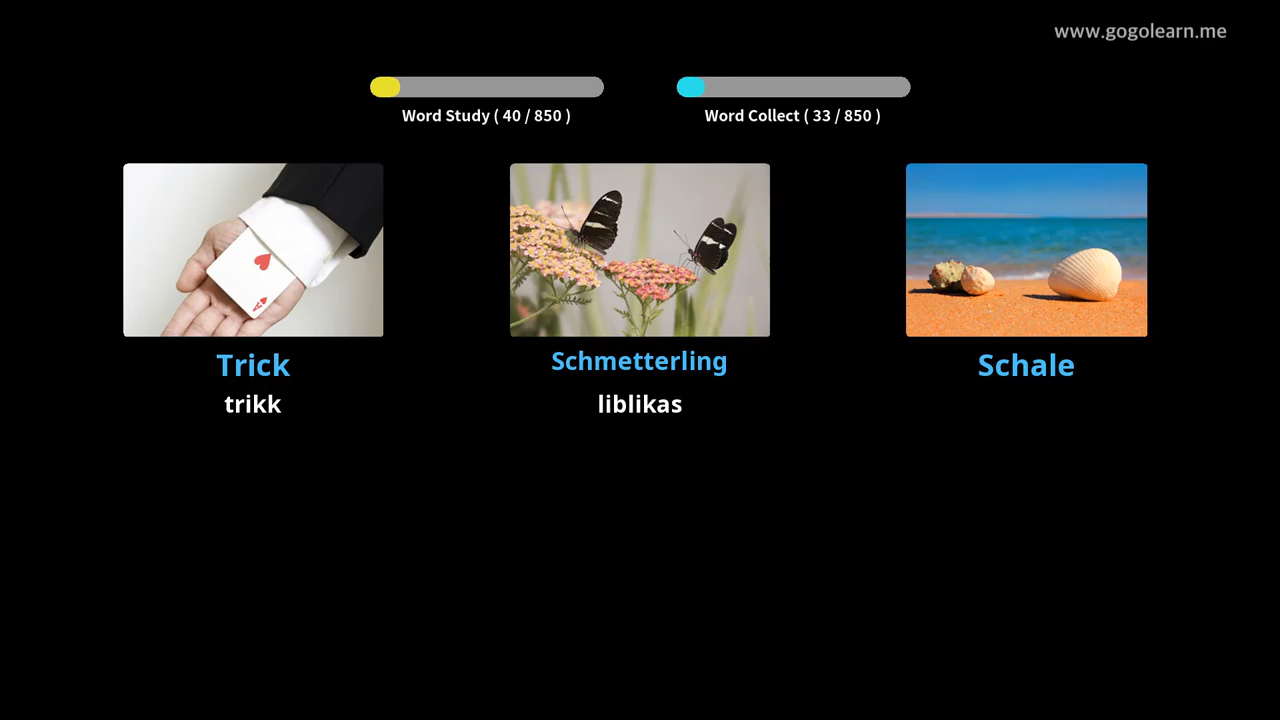 www.gogolearn.me
Word Study ( 40 / 850 )
Word Collect ( 33 / 850 )
Trick
Schmetterling
Schale
trikk
liblikas